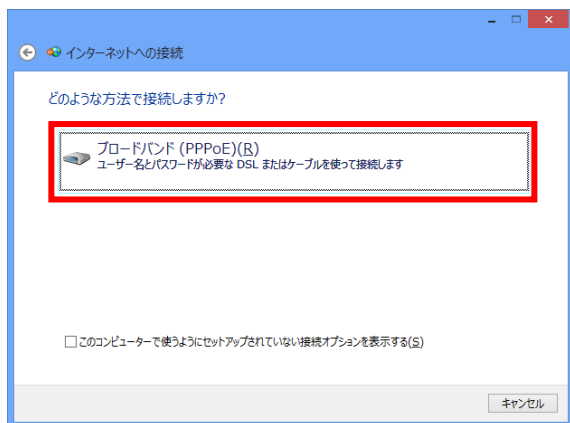 インターネットへの接続
どのような方法で接続しますか?
ブロードバンド (PPPoE)(R)
ユーザー名とパスワードが必要な DSL またはケーブルを使って接続します
このコンピューターで使うようにセットアップされていない接続オプションを表示する(S)
キャンセル